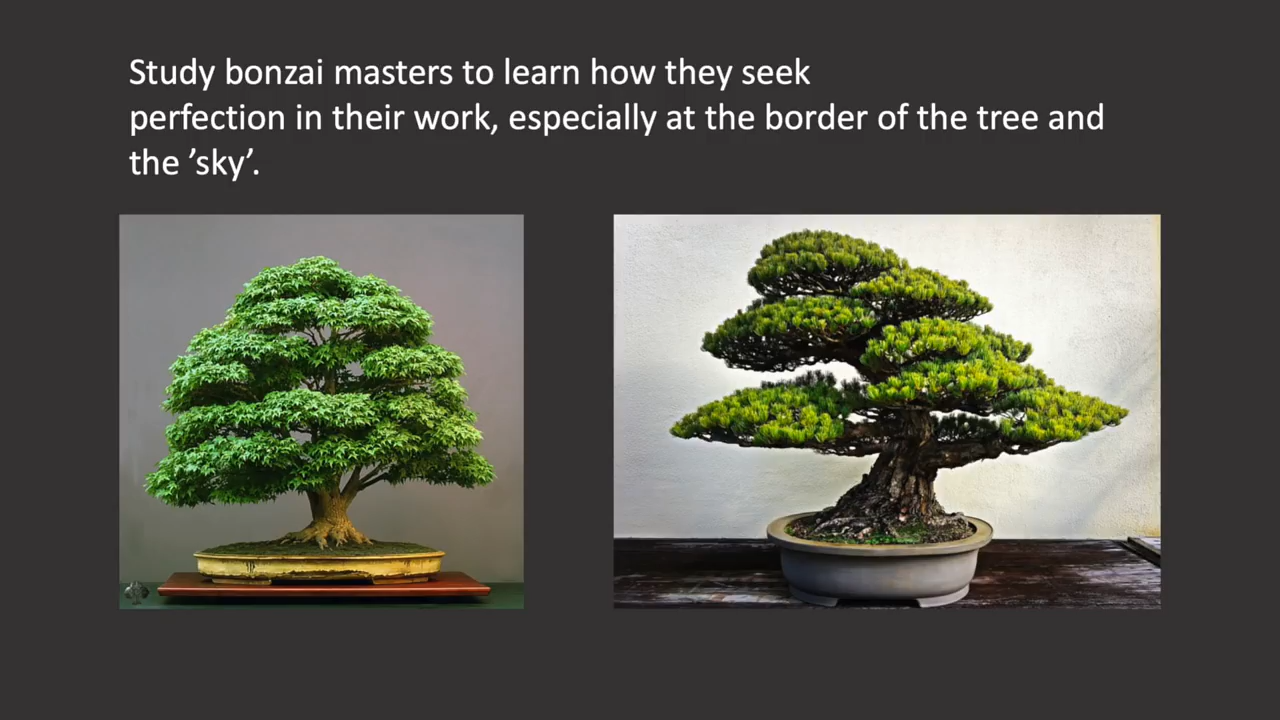 Study bonzai masters to learn how they seek
perfection in their work, especially at the border of the tree and
the ’sky’.